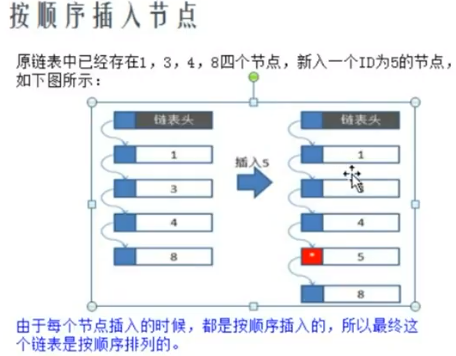 按顺序插入节点
原链表中已经存在1，3，4，8四个节点，新入一个ID为5的节点，
如下图所示：
链表头
1
3
4
8
插入5
链表头
1
4
*
5
8
由于每个节点插入的时候，都是按顺序插入的，所以最终这
个链表是按顺序排列的。